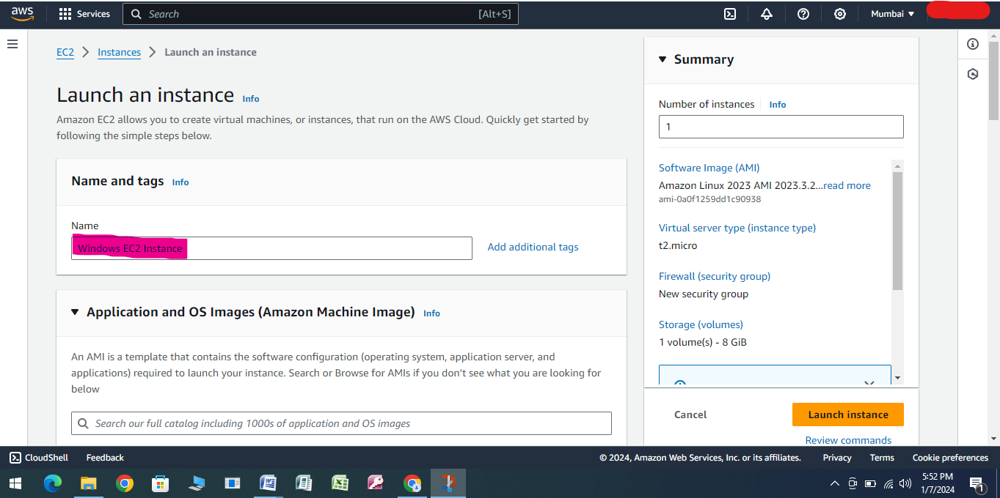 aws
Services
Search
[Alt+S]
Mumbai
EC2
Instances
Launch an instance
Launch an instance Info
Amazon EC2 allows you to create virtual machines, or instances, that run on the AWS Cloud. Quickly get started by
following the simple steps below.
Name and tags Info
Name
Windows EC2 Instance
Add additional tags
Application and OS Images (Amazon Machine Image) Info
An AMI is a template that contains the software configuration (operating system, application server, and
applications) required to launch your instance. Search or Browse for AMIs if you don't see what you are looking for
below
Search our full catalog including 1000s of application and OS images
Summary
Number of instances Info
1
Software Image (AMI)
Amazon Linux 2023 AMI 2023.3.2...read more
ami-0a0f1259dd1c90938
Virtual server type (instance type)
t2.micro
Firewall (security group)
New security group
Storage (volumes)
1 volume(s) - 8 GiB
Cancel
Launch instance
Review commands
CloudShell
Feedback
© 2024, Amazon Web Services, Inc. or its affiliates.
Privacy
Terms
Cookie preferences
5:52 PM
1/7/2024
1